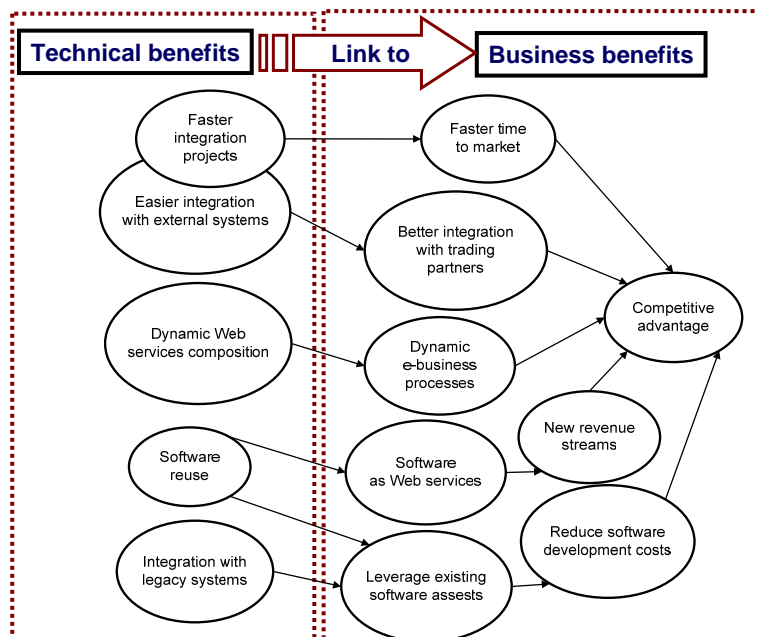 Technical benefits
Link to
Business benefits
Faster
integration
projects
Easier integration
with external systems
Dynamic Web
services composition
Software
reuse
Integration with
legacy systems
Faster time
to market
Better integration
with trading
partners
Dynamic
e-business
processes
Software
as Web services
Leverage existing
software assests
New revenue
streams
Reduce software
development costs
Competitive
advantage